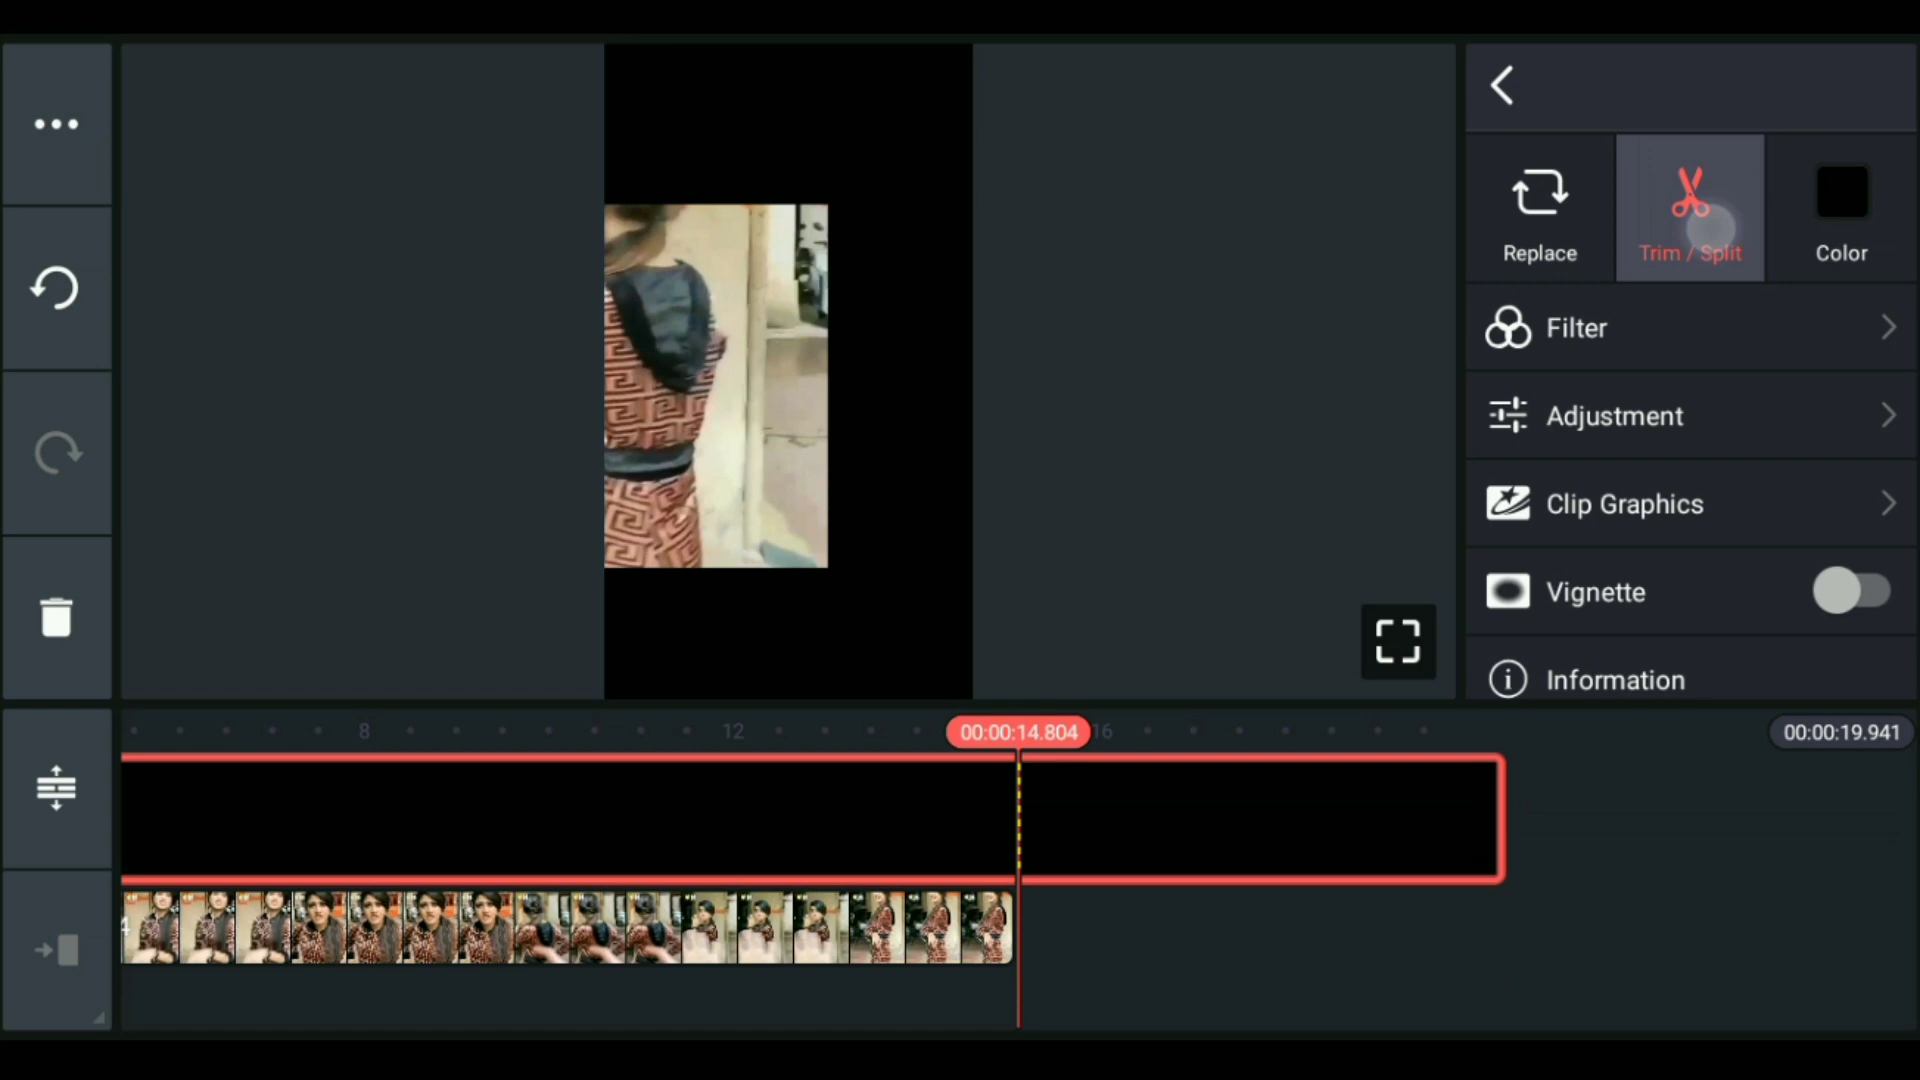 Replace
Trim / Split
Color
Filter
Adjustment
Clip Graphics
Vignette
Information
8
12
00:00:14.804
16
00:00:19.941
4